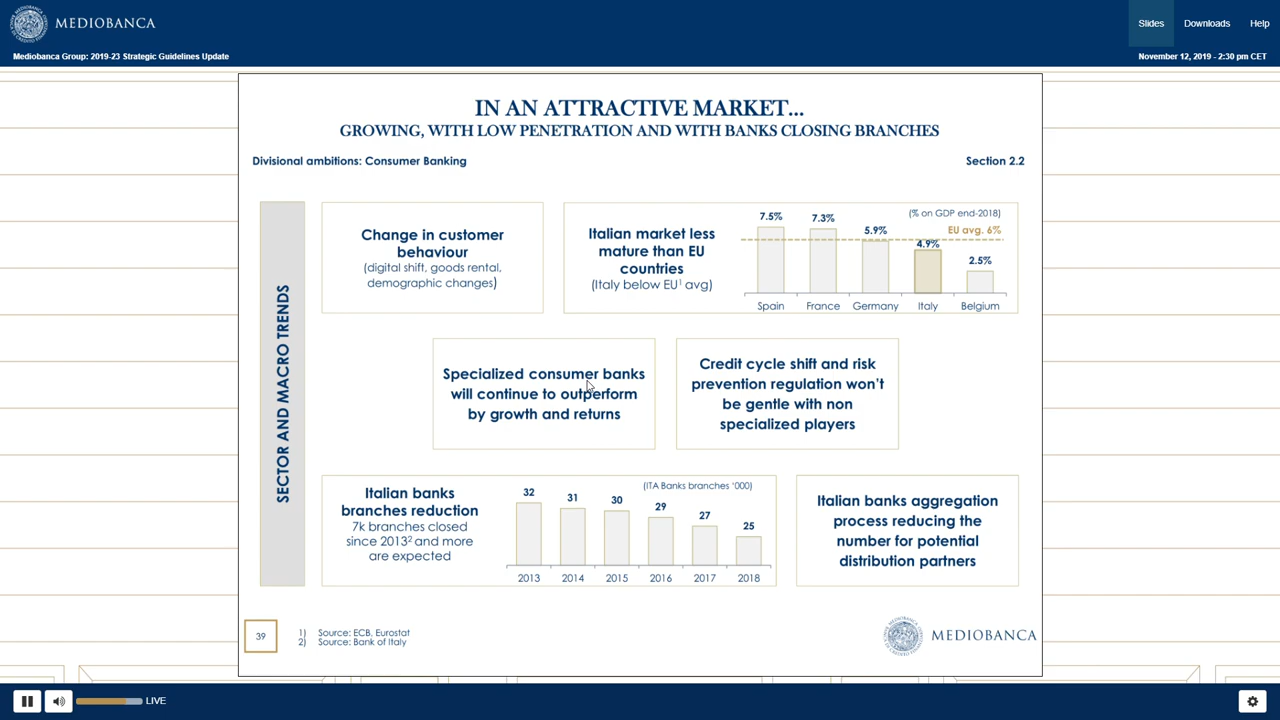 MEDIOBANCA
Slides
Downloads
Help
Mediobanca Group: 2019-23 Strategic Guidelines Update
November 12, 2019 - 2:30 pm CET
IN AN ATTRACTIVE MARKET...
GROWING, WITH LOW PENETRATION AND WITH BANKS CLOSING BRANCHES
Divisional ambitions: Consumer Banking
Section 2.2
SECTOR AND MACRO TRENDS
Change in customer
behaviour
(digital shift, goods rental,
demographic changes)
Italian market less
mature than EU
countries
(Italy below EU¹ avg)
(% on GDP end-2018)
EU avg. 6%
7.5%
7.3%
5.9%
4.9%
2.5%
Spain
France
Germany
Italy
Belgium
Specialized consumer banks
will continue to outperform
by growth and returns
Credit cycle shift and risk
prevention regulation won't
be gentle with non
specialized players
Italian banks
branches reduction
7k branches closed
since 2013² and more
are expected
(ITA Banks branches '000)
32
31
30
29
27
25
2013
2014
2015
2016
2017
2018
Italian banks aggregation
process reducing the
number for potential
distribution partners
39
1) Source: ECB, Eurostat
2) Source: Bank of Italy
MEDIOBANCA
LIVE